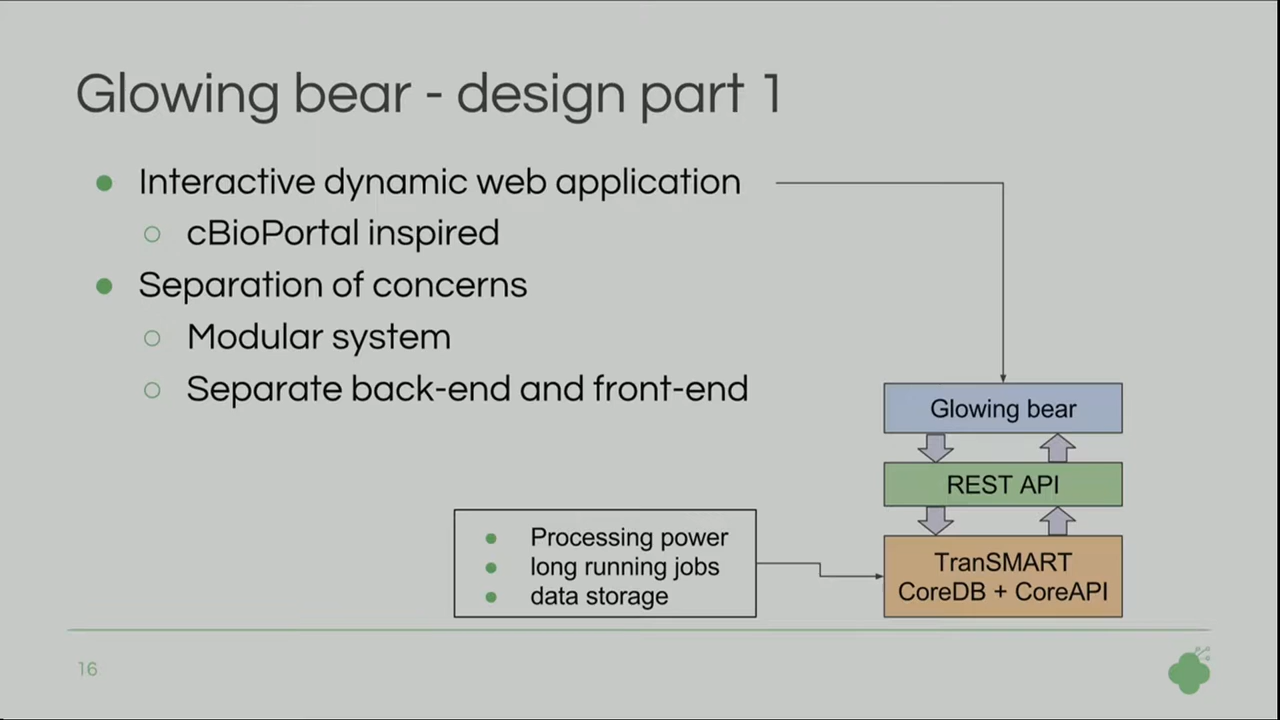 Glowing bear - design part 1
Interactive dynamic web application
cBioPortal inspired
Separation of concerns
Modular system
Separate back-end and front-end
Glowing bear
REST API
Processing power
long running jobs
data storage
TranSMART
CoreDB + CoreAPI
16